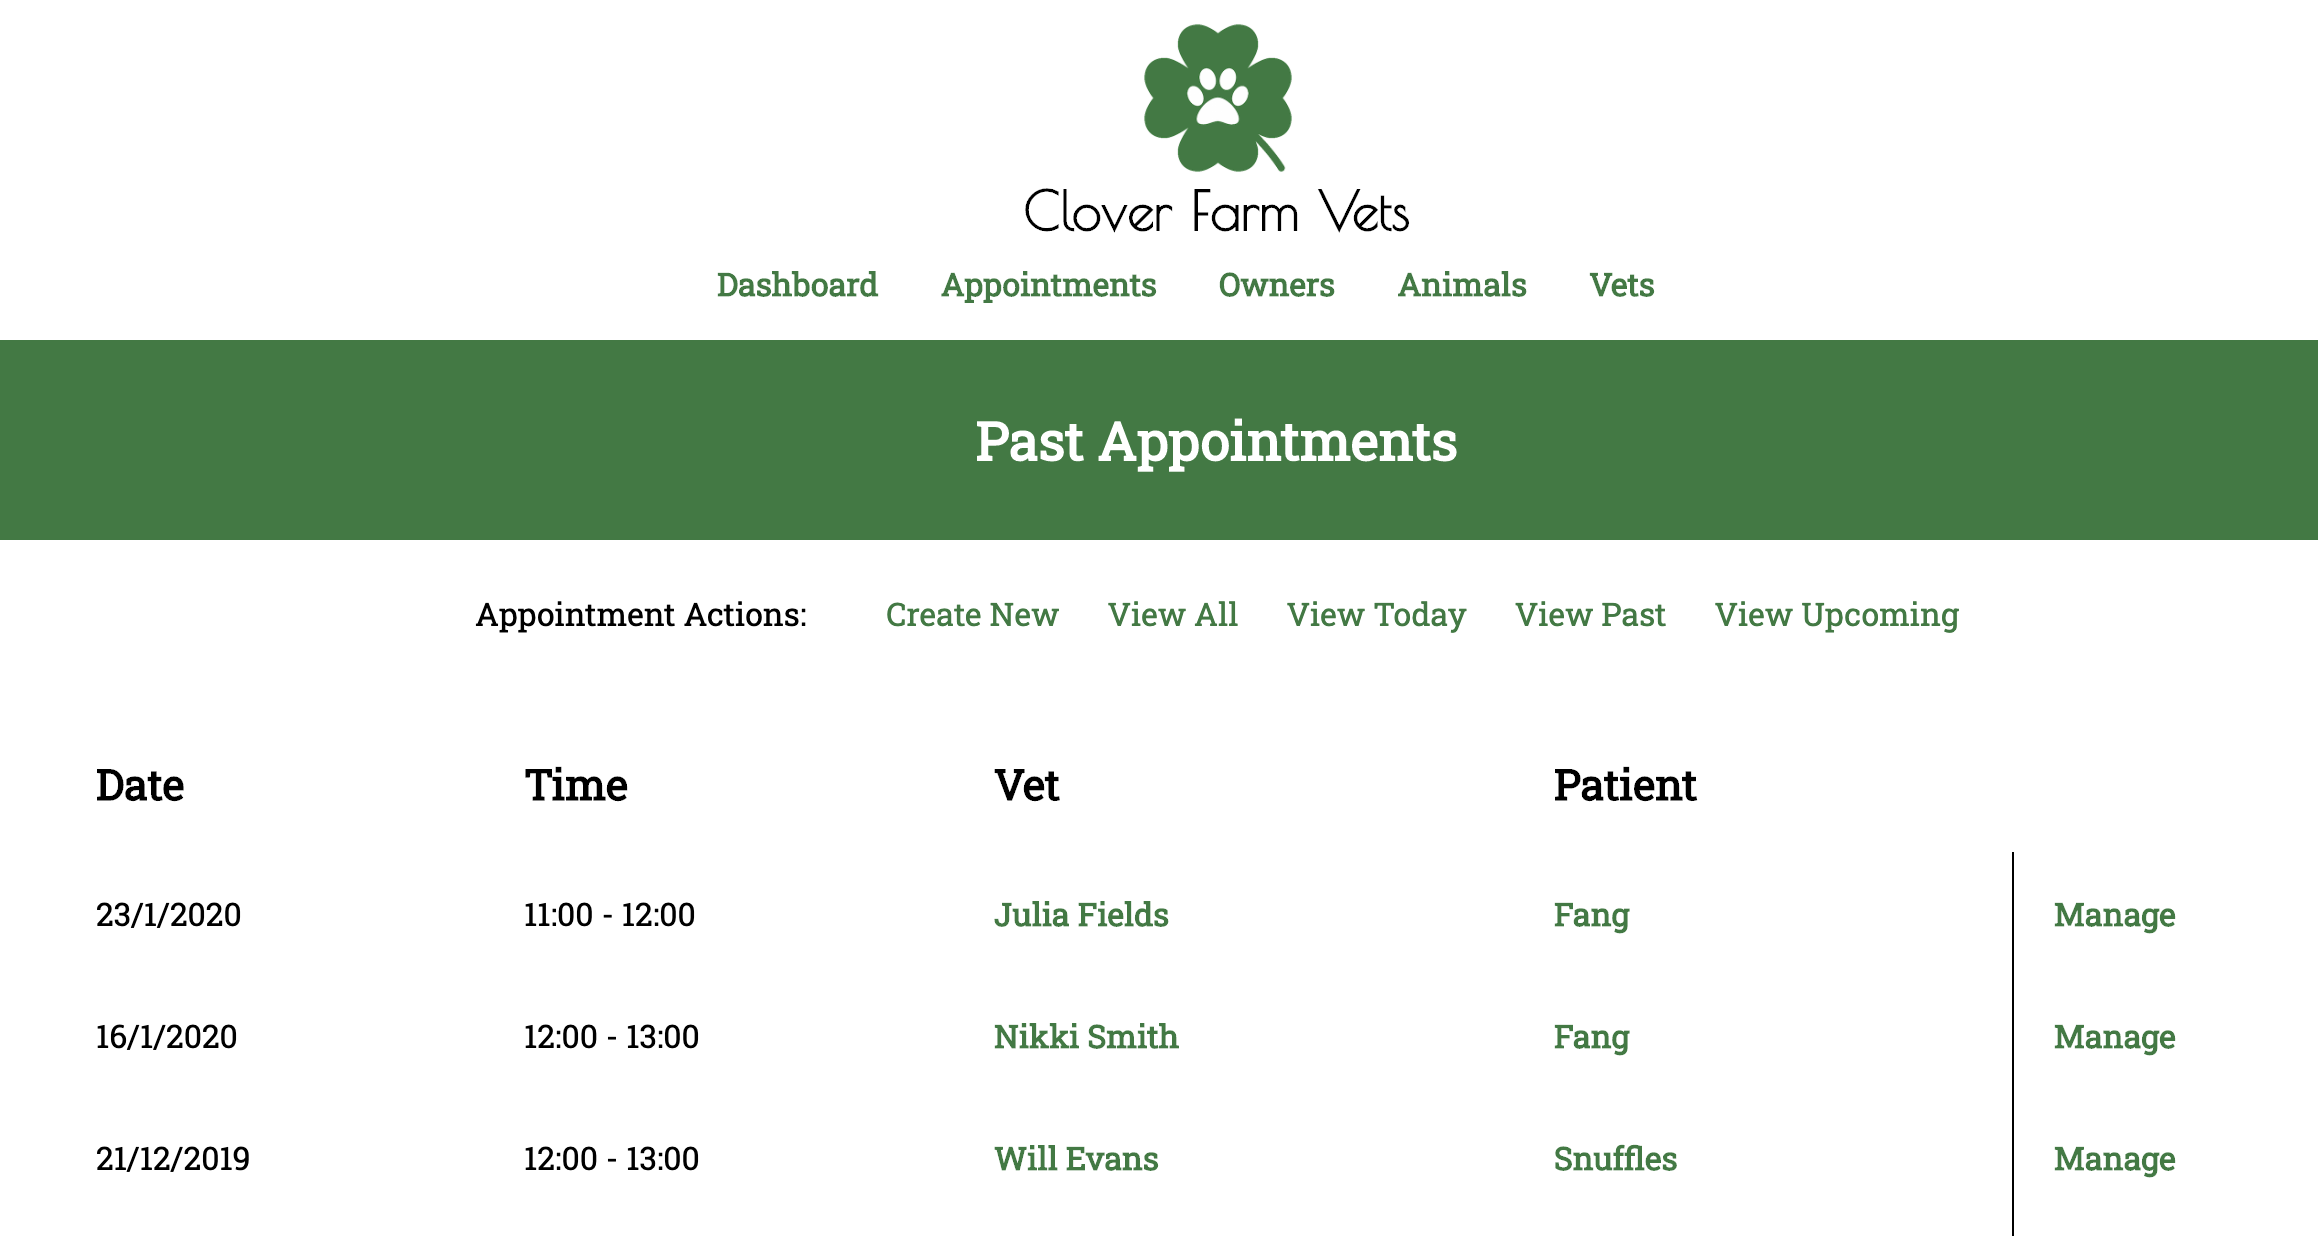 Clover Farm Vets
Dashboard Appointments Owners Animals Vets
Past Appointments
Appointment Actions: Create New View All View Today View Past View Upcoming
Date Time Vet Patient
23/1/2020 11:00 - 12:00 Julia Fields Fang Manage
16/1/2020 12:00 - 13:00 Nikki Smith Fang Manage
21/12/2019 12:00 - 13:00 Will Evans Snuffles Manage